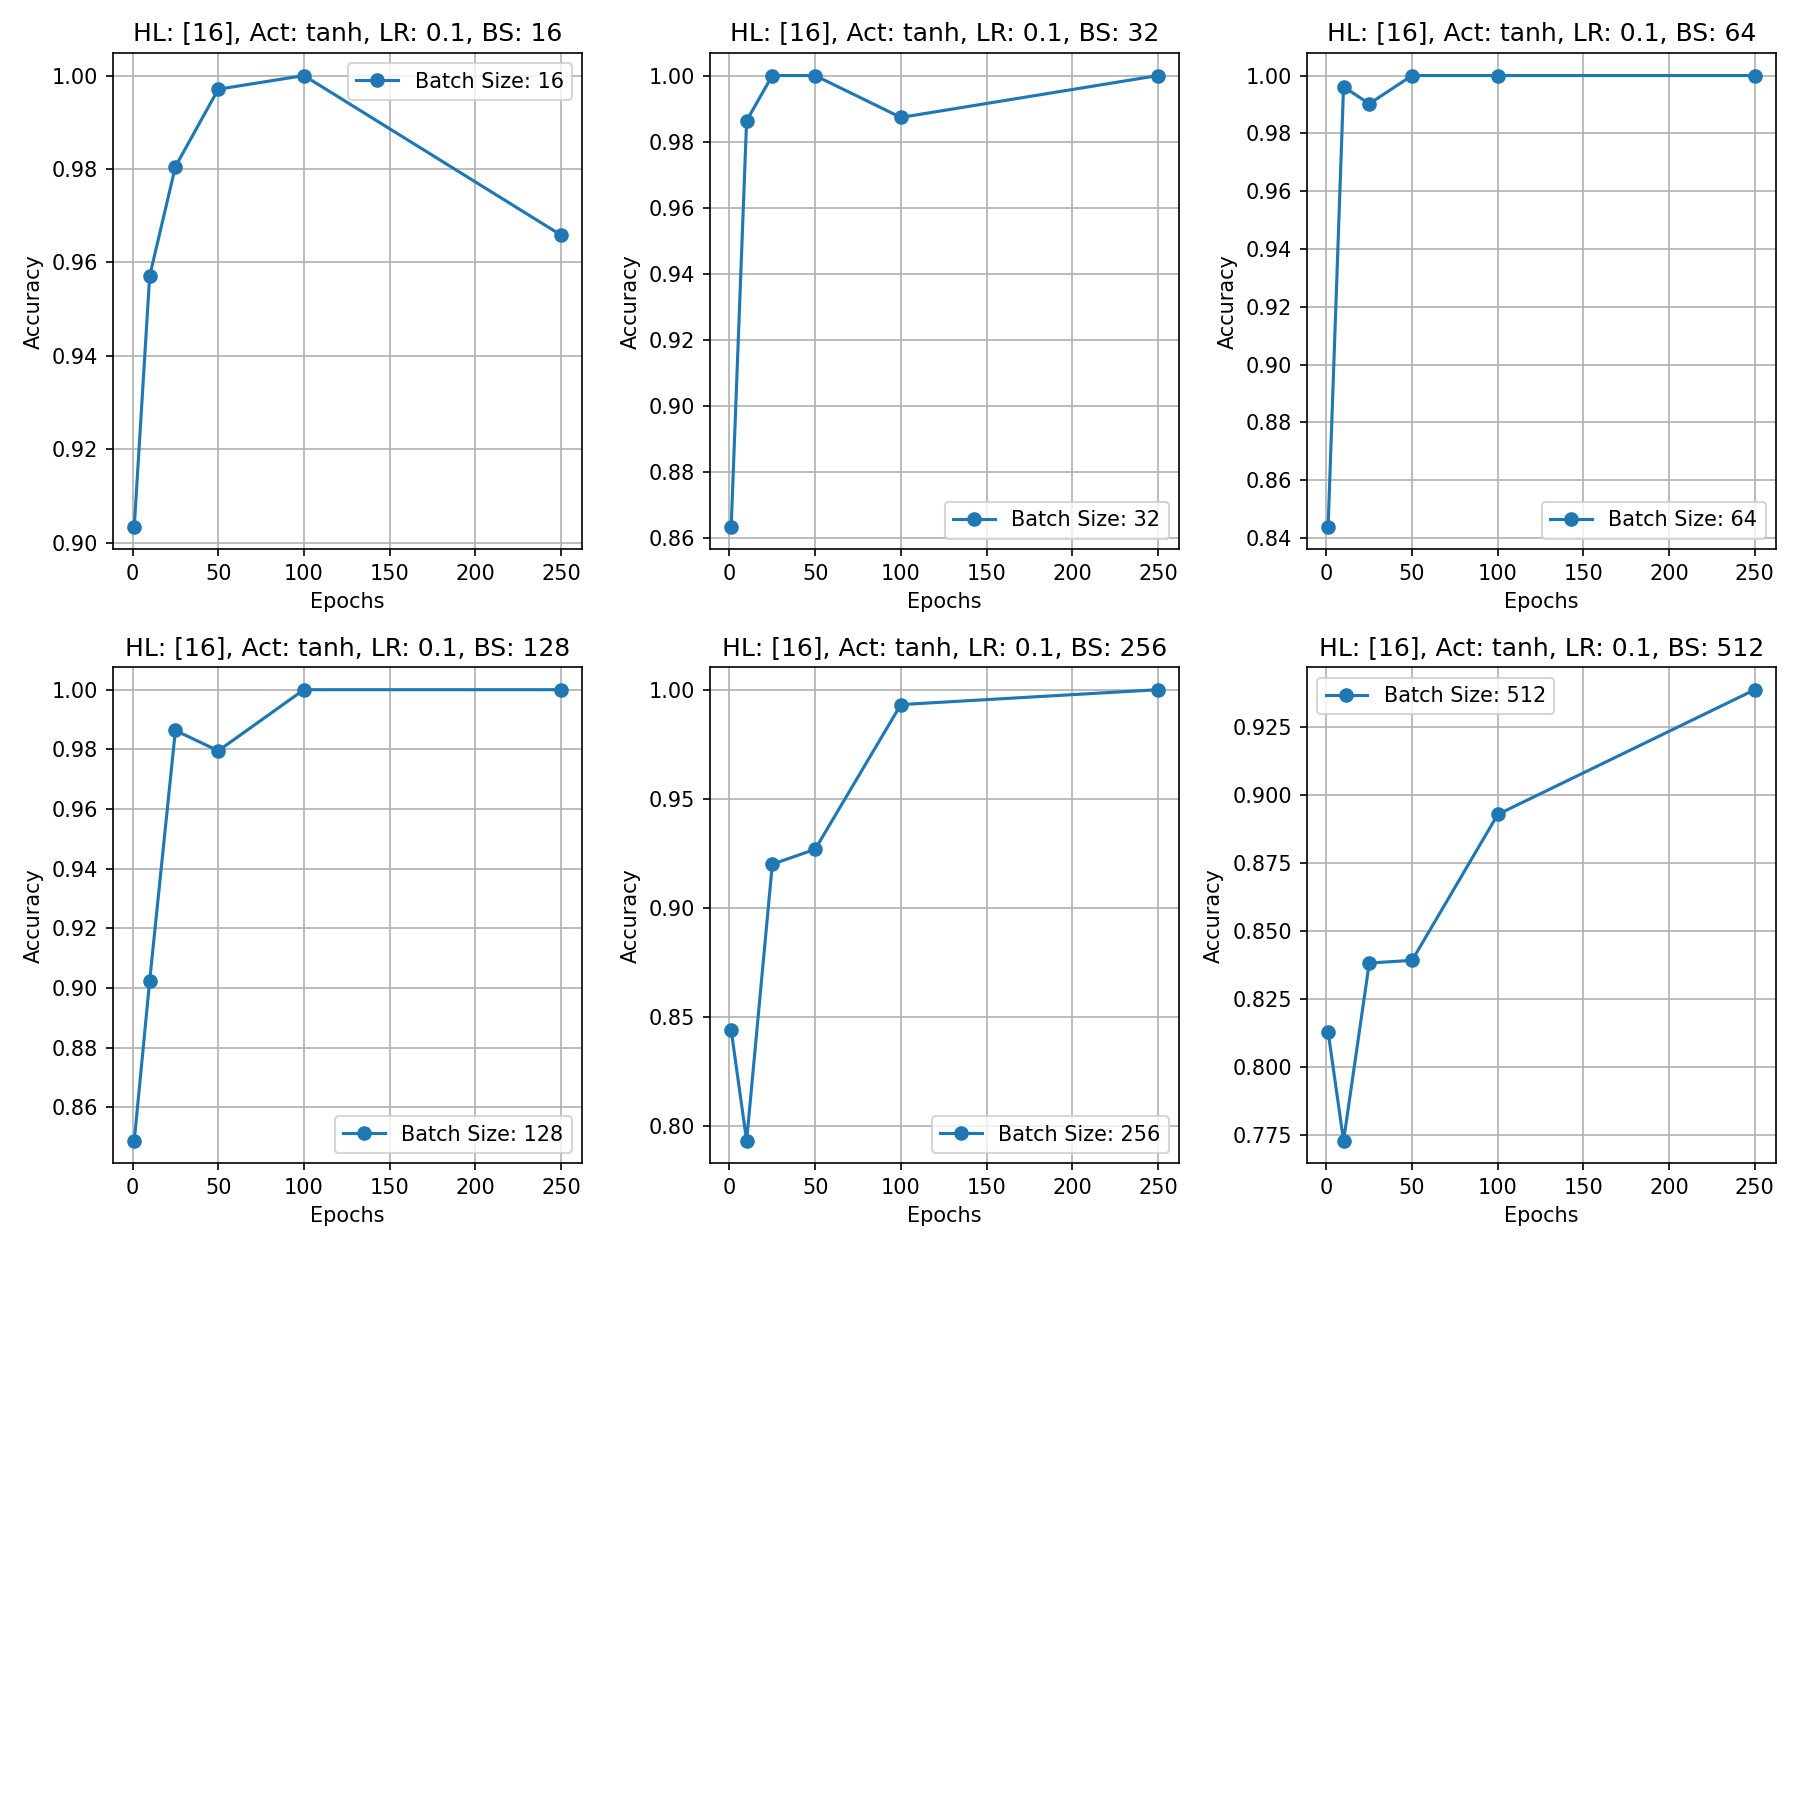 HL: [16], Act: tanh, LR: 0.1, BS: 16
Batch Size: 16
Accuracy
1.00
0.98
0.96
0.94
0.92
0.90
0 50 100 150 200 250
Epochs
HL: [16], Act: tanh, LR: 0.1, BS: 32
Batch Size: 32
Accuracy
1.00
0.98
0.96
0.94
0.92
0.90
0.88
0.86
0 50 100 150 200 250
Epochs
HL: [16], Act: tanh, LR: 0.1, BS: 64
Batch Size: 64
Accuracy
1.00
0.98
0.96
0.94
0.92
0.90
0.88
0.86
0.84
0 50 100 150 200 250
Epochs
HL: [16], Act: tanh, LR: 0.1, BS: 128
Batch Size: 128
Accuracy
1.00
0.98
0.96
0.94
0.92
0.90
0.88
0.86
0 50 100 150 200 250
Epochs
HL: [16], Act: tanh, LR: 0.1, BS: 256
Batch Size: 256
Accuracy
1.00
0.95
0.90
0.85
0.80
0 50 100 150 200 250
Epochs
HL: [16], Act: tanh, LR: 0.1, BS: 512
Batch Size: 512
Accuracy
0.925
0.900
0.875
0.850
0.825
0.800
0.775
0 50 100 150 200 250
Epochs